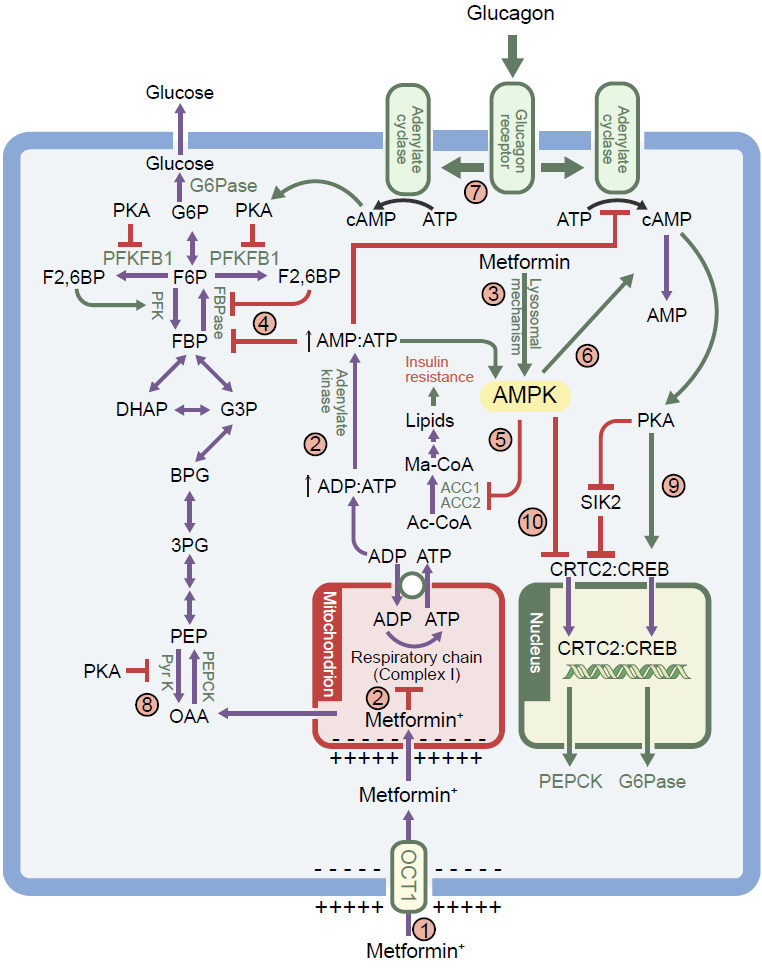 Glucagon
Glucose
Adenylate
cyclase
Glucagon
receptor
Adenylate
cyclase
Glucose
G6Pase
7
PKA
G6P
PKA
cAMP
ATP
ATP
cAMP
PFKFB1
PFKFB1
Metformin
F2,6BP
F6P
F2,6BP
3
Lysosomal
mechanism
PFK
FBPase
4
AMP
FBP
↑ AMP:ATP
6
Insulin
resistance
Adenylate
kinase
AMPK
DHAP
G3P
Lipids
PKA
2
5
Ma-CoA
BPG
↑ ADP:ATP
ACC1
ACC2
9
SIK2
Ac-CoA
10
3PG
ADP
ATP
CRTC2:CREB
Mitochondrion
ADP
ATP
Nucleus
PEP
Respiratory chain
(Complex I)
CRTC2:CREB
PKA
Pyr K
PEPCK
8
2
OAA
Metformin+
- - - - - - - - - -
+++++ +++++
PEPCK
G6Pase
Metformin+
OCT1
- - - - - - - - - -
+++++ +++++
1
Metformin+